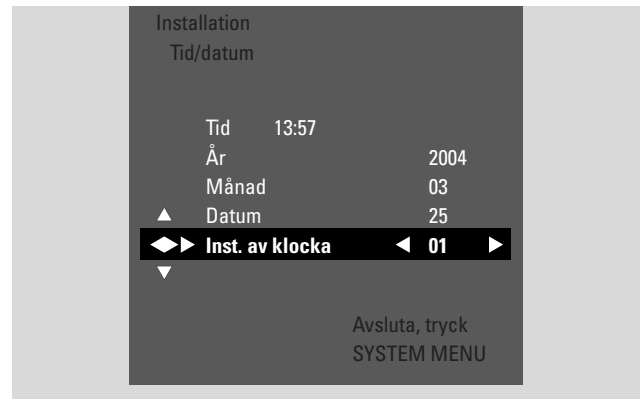 Installation
Tid/datum
Tid 13:57
År 2004
Månad 03
Datum 25
Inst. av klocka 01
Avsluta, tryck
SYSTEM MENU